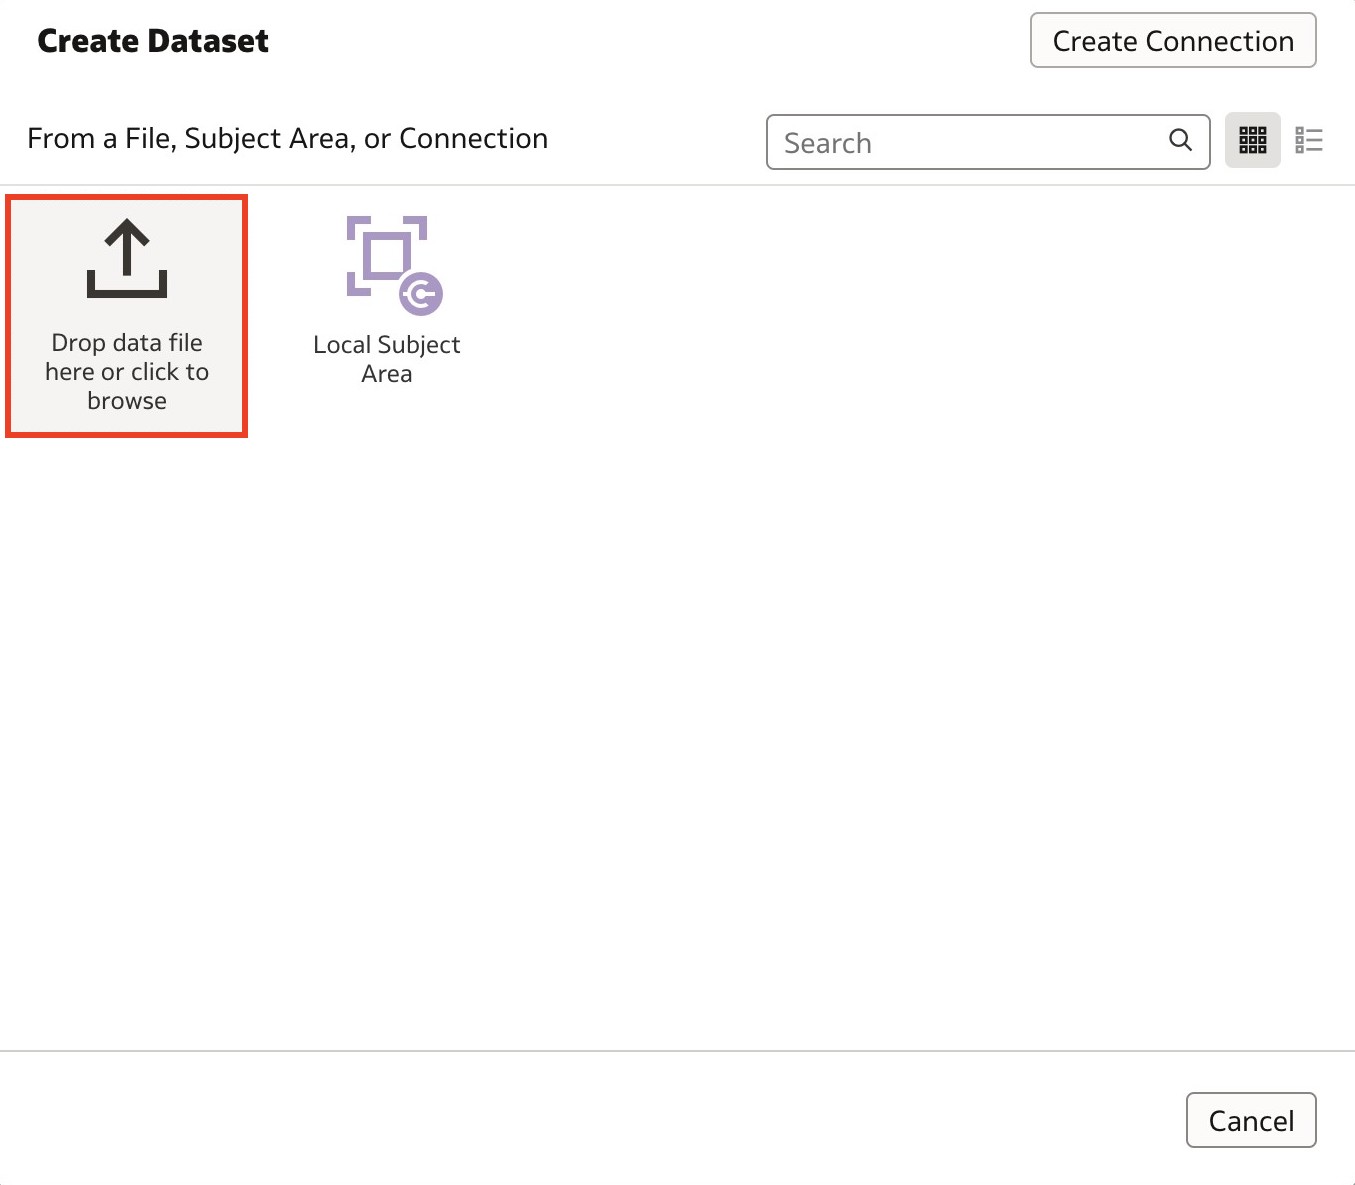 Create Dataset
Create Connection
From a File, Subject Area, or Connection
Search
Drop data file
here or click to
browse
Local Subject
Area
Cancel